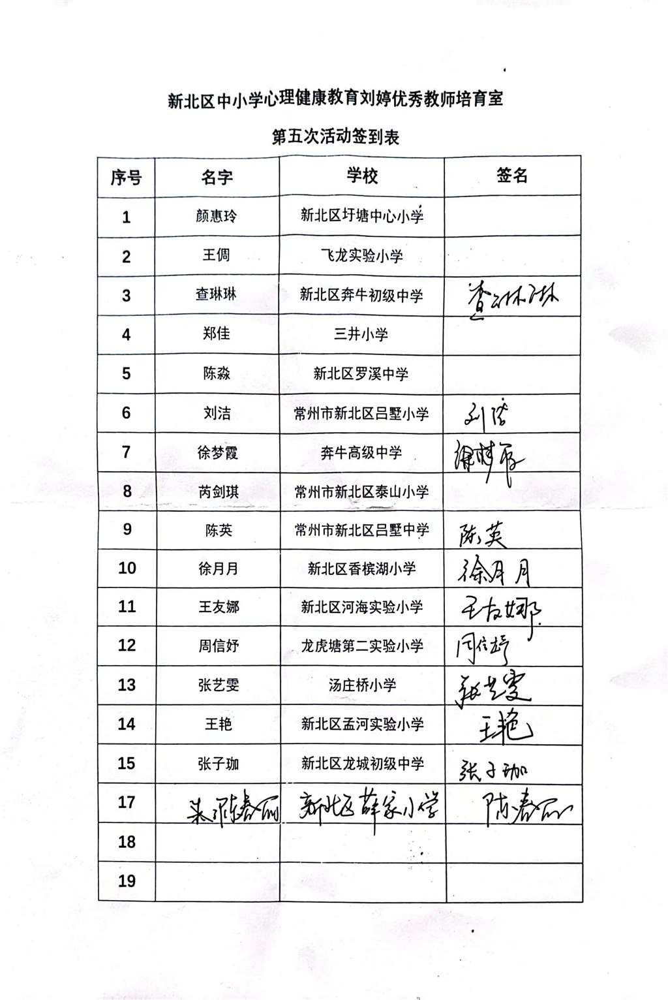 新北区中小学心理健康教育刘婷优秀教师培育室
第五次活动签到表
序号 名字 学校 签名
1 颜惠玲 新北区圩塘中心小学
2 王倜 飞龙实验小学
3 查琳琳 新北区奔牛初级中学 查琳琳
4 郑佳 三井小学
5 陈淼 新北区罗溪中学
6 刘洁 常州市新北区吕墅小学 刘洁
7 徐梦霞 奔牛高级中学 徐梦霞
8 芮剑琪 常州市新北区泰山小学
9 陈英 常州市新北区吕墅中学 陈英
10 徐月月 新北区香槟湖小学 徐月月
11 王友娜 新北区河海实验小学 王友娜
12 周信妤 龙虎塘第二实验小学 周信妤
13 张艺雯 汤庄桥小学 张艺雯
14 王艳 新北区孟河实验小学 王艳
15 张子珈 新北区龙城初级中学 张子珈
17 陈春丽 新北区薛家小学 陈春丽
18
19